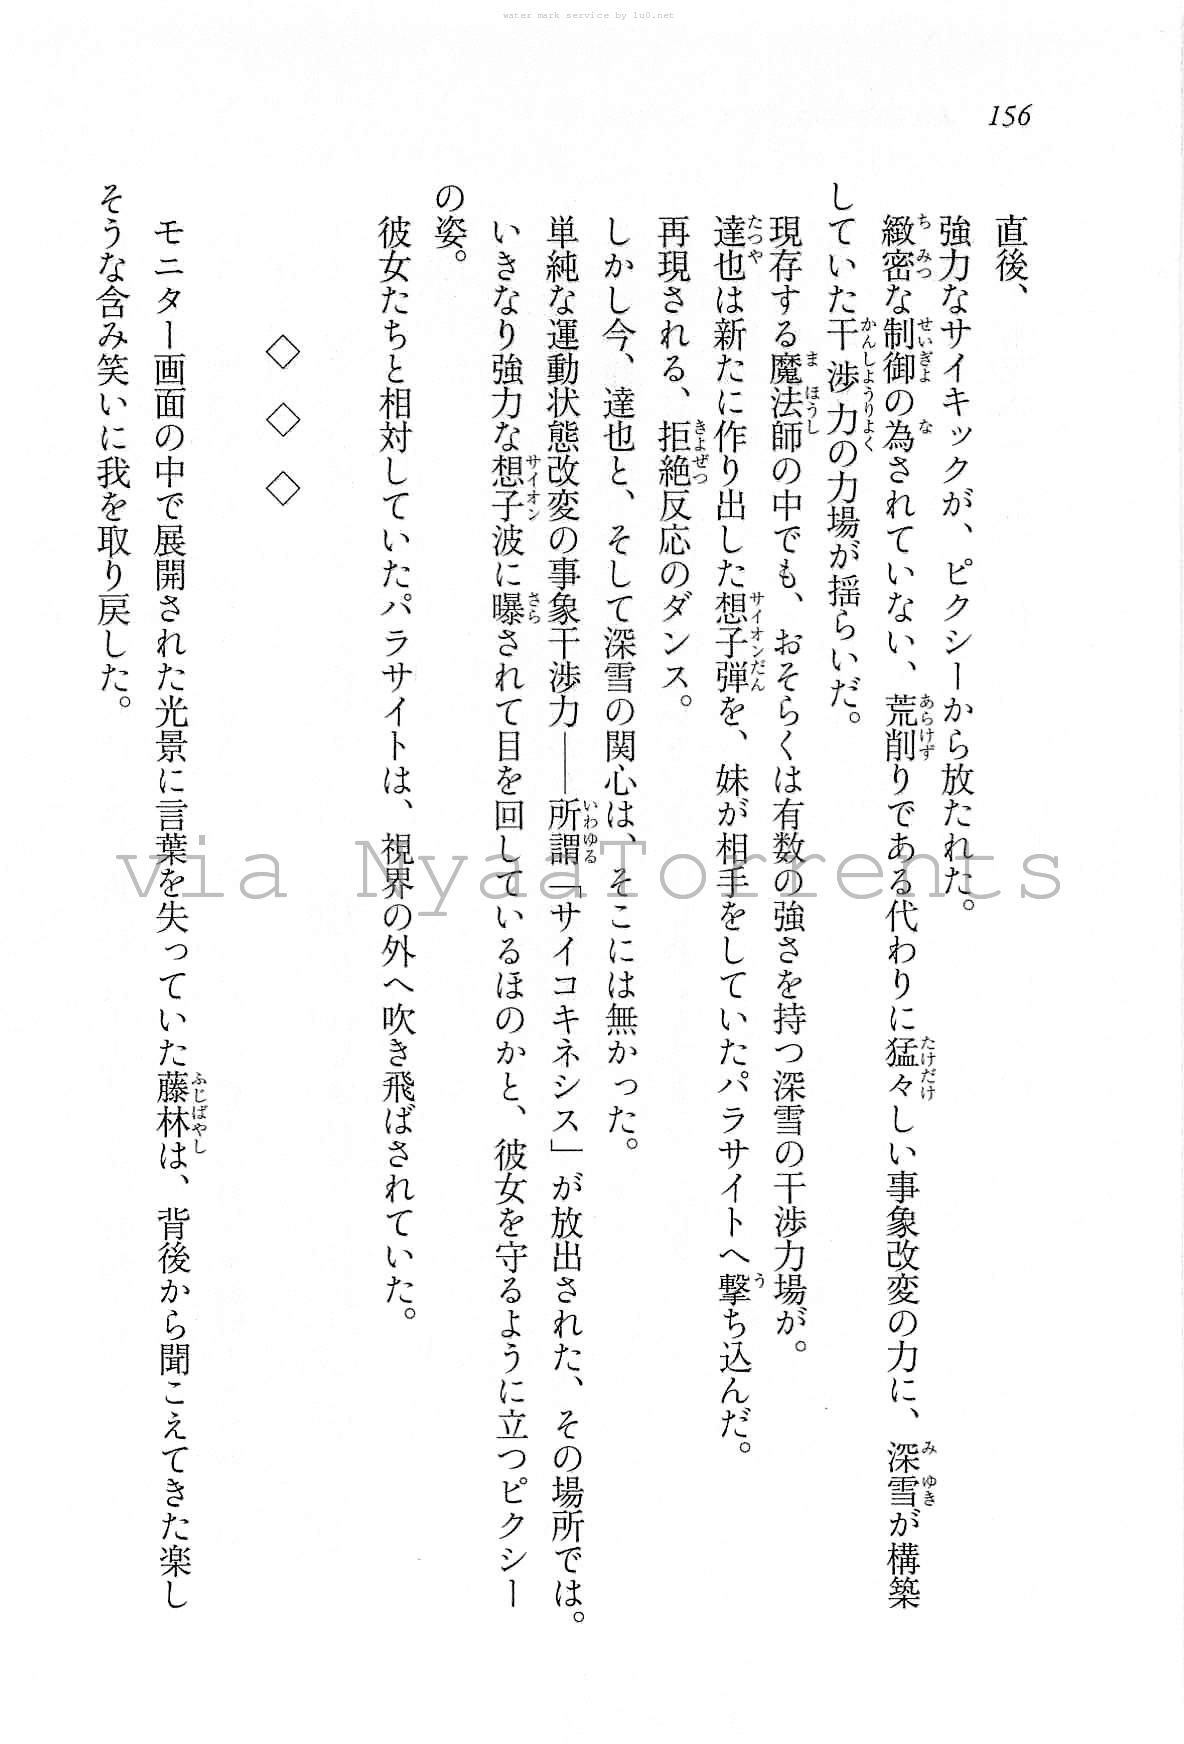 water mark service by lu0.net
156
直後、
強力なサイキックが、ピクシーから放たれた。
緻密な制御の為されていない、荒削りである代わりに猛々しい事象改変の力に、深雪が構築
していた干渉力の力場が揺らいだ。
現存する魔法師の中でも、おそらくは有数の強さを持つ深雪の干渉力場が。
達也は新たに作り出した想子弾を、妹が相手をしていたパラサイトへ撃ち込んだ。
再現される、拒絶反応のダンス。
しかし今、達也と、そして深雪の関心は、そこには無かった。
単純な運動状態改変の事象干渉力――所謂「サイコキネシス」が放出された、その場所では。
いきなり強力な想子波に曝されて目を回しているほのかと、彼女を守るように立つピクシー
の姿。
彼女たちと相対していたパラサイトは、視界の外へ吹き飛ばされていた。
◇ ◇ ◇
モニター画面の中で展開された光景に言葉を失っていた藤林は、背後から聞こえてきた楽し
そうな含み笑いに我を取り戻した。
via NyaaTorrents